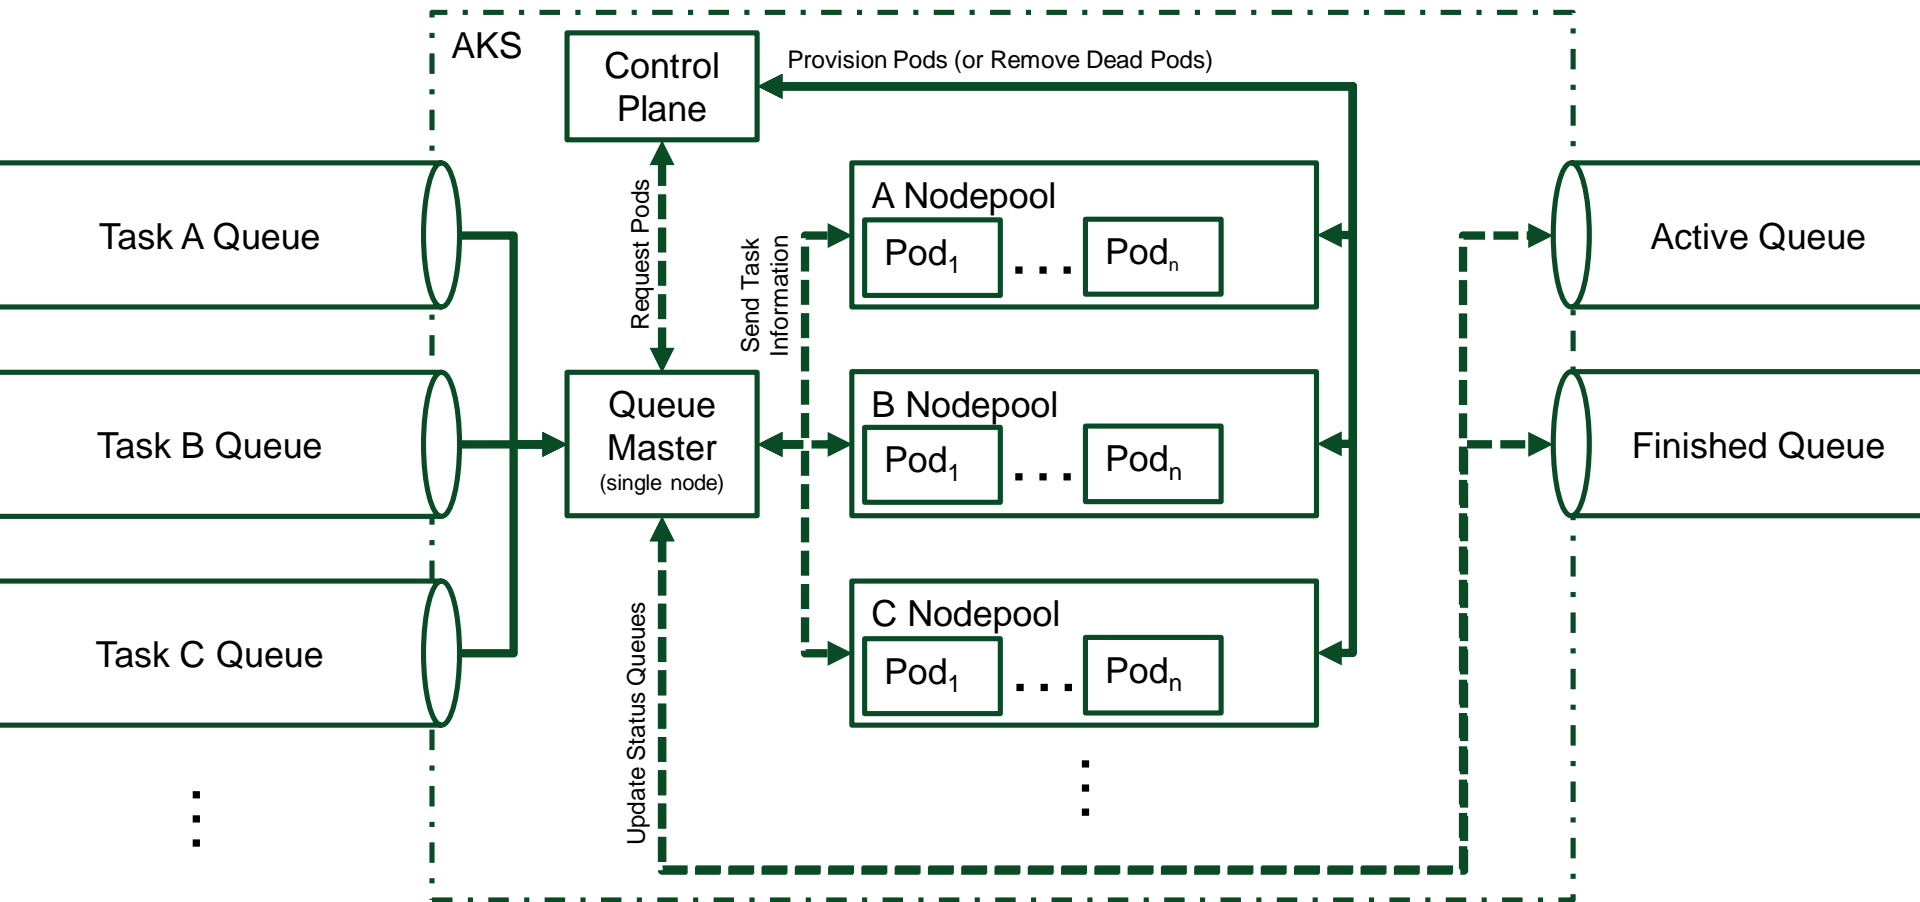 AKS
Control
Plane
Provision Pods (or Remove Dead Pods)
Request Pods
Task A Queue
Task B Queue
Task C Queue
Queue
Master
(single node)
Send Task
Information
Update Status Queues
A Nodepool
Pod1
. . .
Podn
B Nodepool
Pod1
. . .
Podn
C Nodepool
Pod1
. . .
Podn
Active Queue
Finished Queue